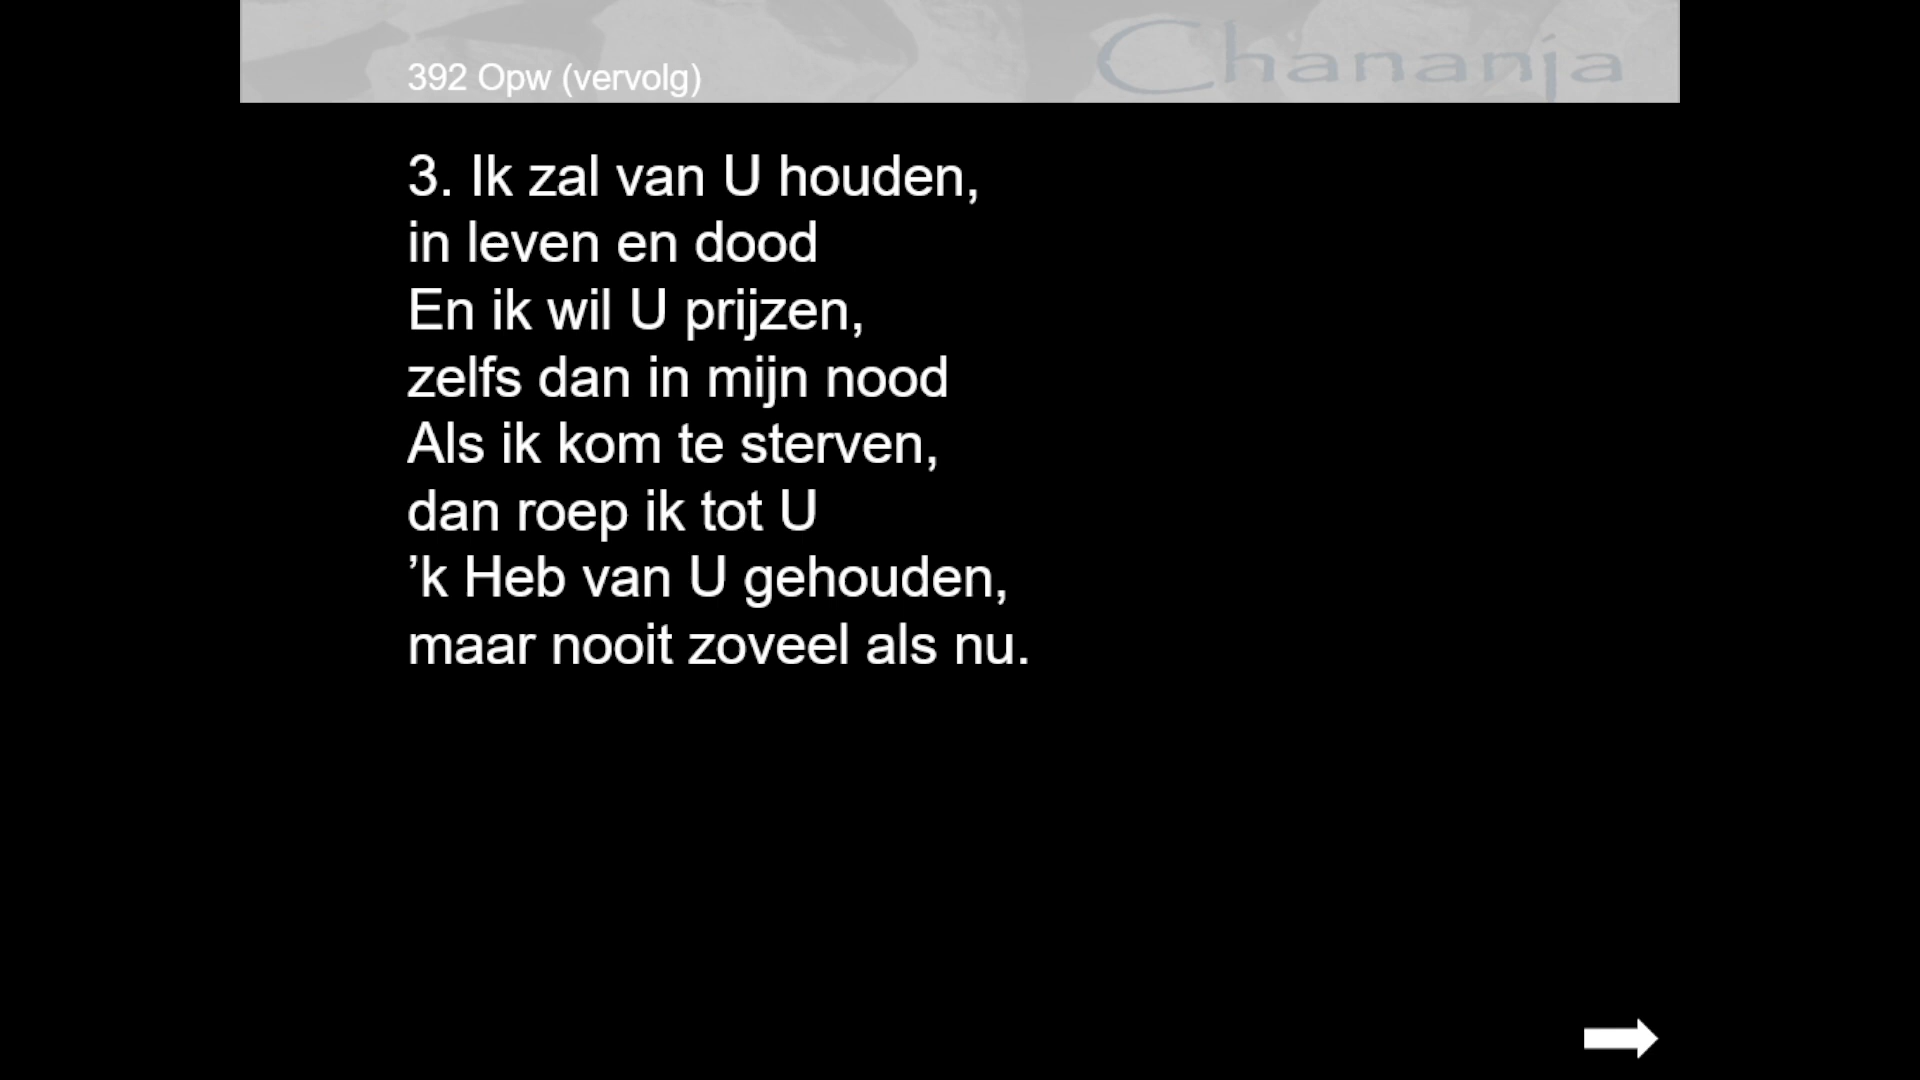 Chananja
392 Opw (vervolg)
3. Ik zal van U houden,
in leven en dood
En ik wil U prijzen,
zelfs dan in mijn nood
Als ik kom te sterven,
dan roep ik tot U
’k Heb van U gehouden,
maar nooit zoveel als nu.